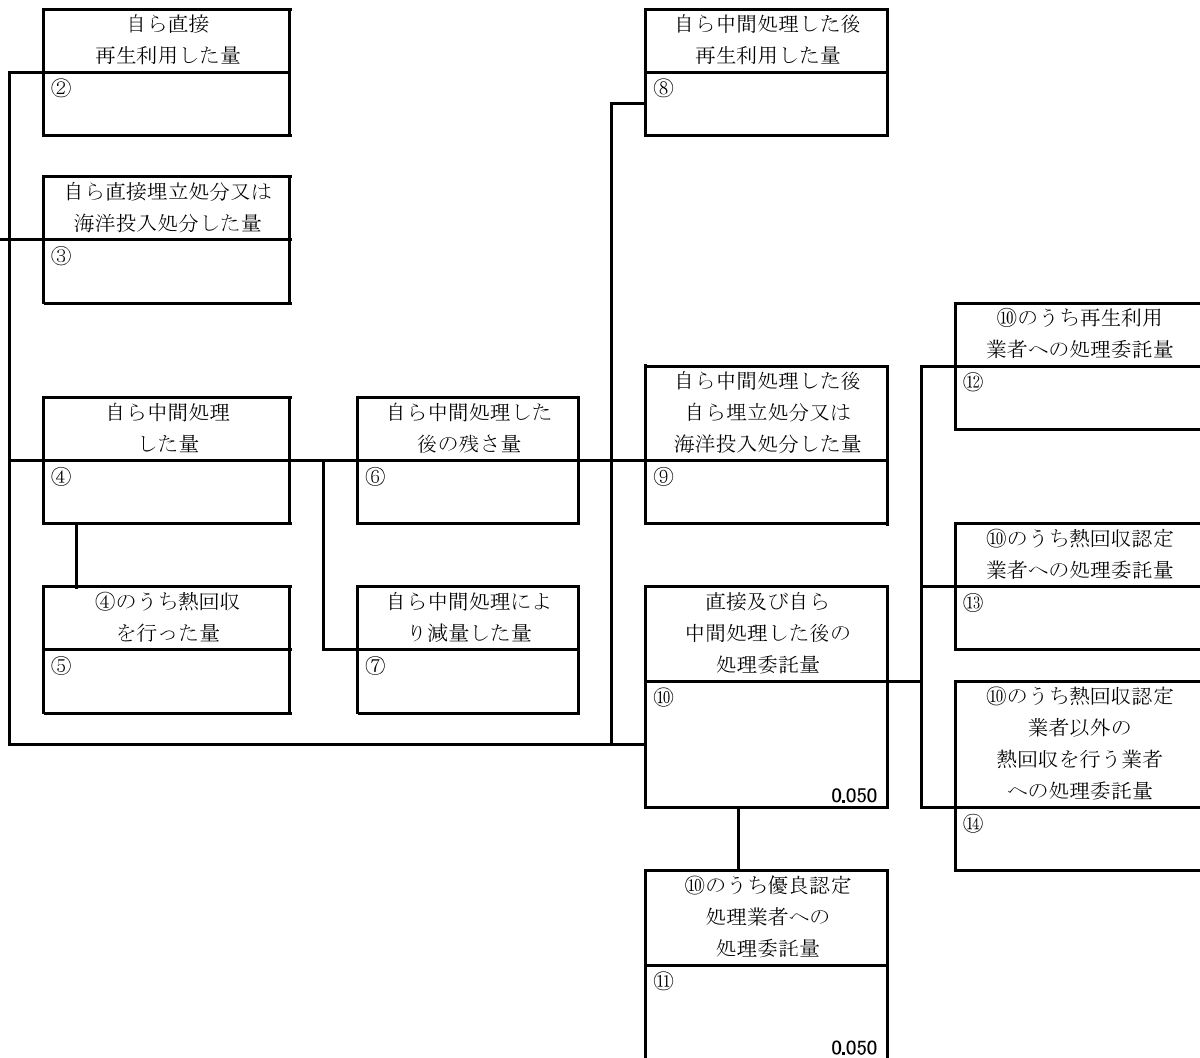 自ら直接
再生利用した量
②
自ら中間処理した後
再生利用した量
⑧
自ら直接埋立処分又は
海洋投入処分した量
③
⑩のうち再生利用
業者への処理委託量
⑫
自ら中間処理
した量
④
自ら中間処理した
後の残さ量
⑥
自ら中間処理した後
自ら埋立処分又は
海洋投入処分した量
⑨
⑩のうち熱回収認定
業者への処理委託量
⑬
④のうち熱回収
を行った量
⑤
自ら中間処理によ
り減量した量
⑦
直接及び自ら
中間処理した後の
処理委託量
⑩
0.050
⑩のうち熱回収認定
業者以外の
熱回収を行う業者
への処理委託量
⑭
⑩のうち優良認定
処理業者への
処理委託量
⑪
0.050